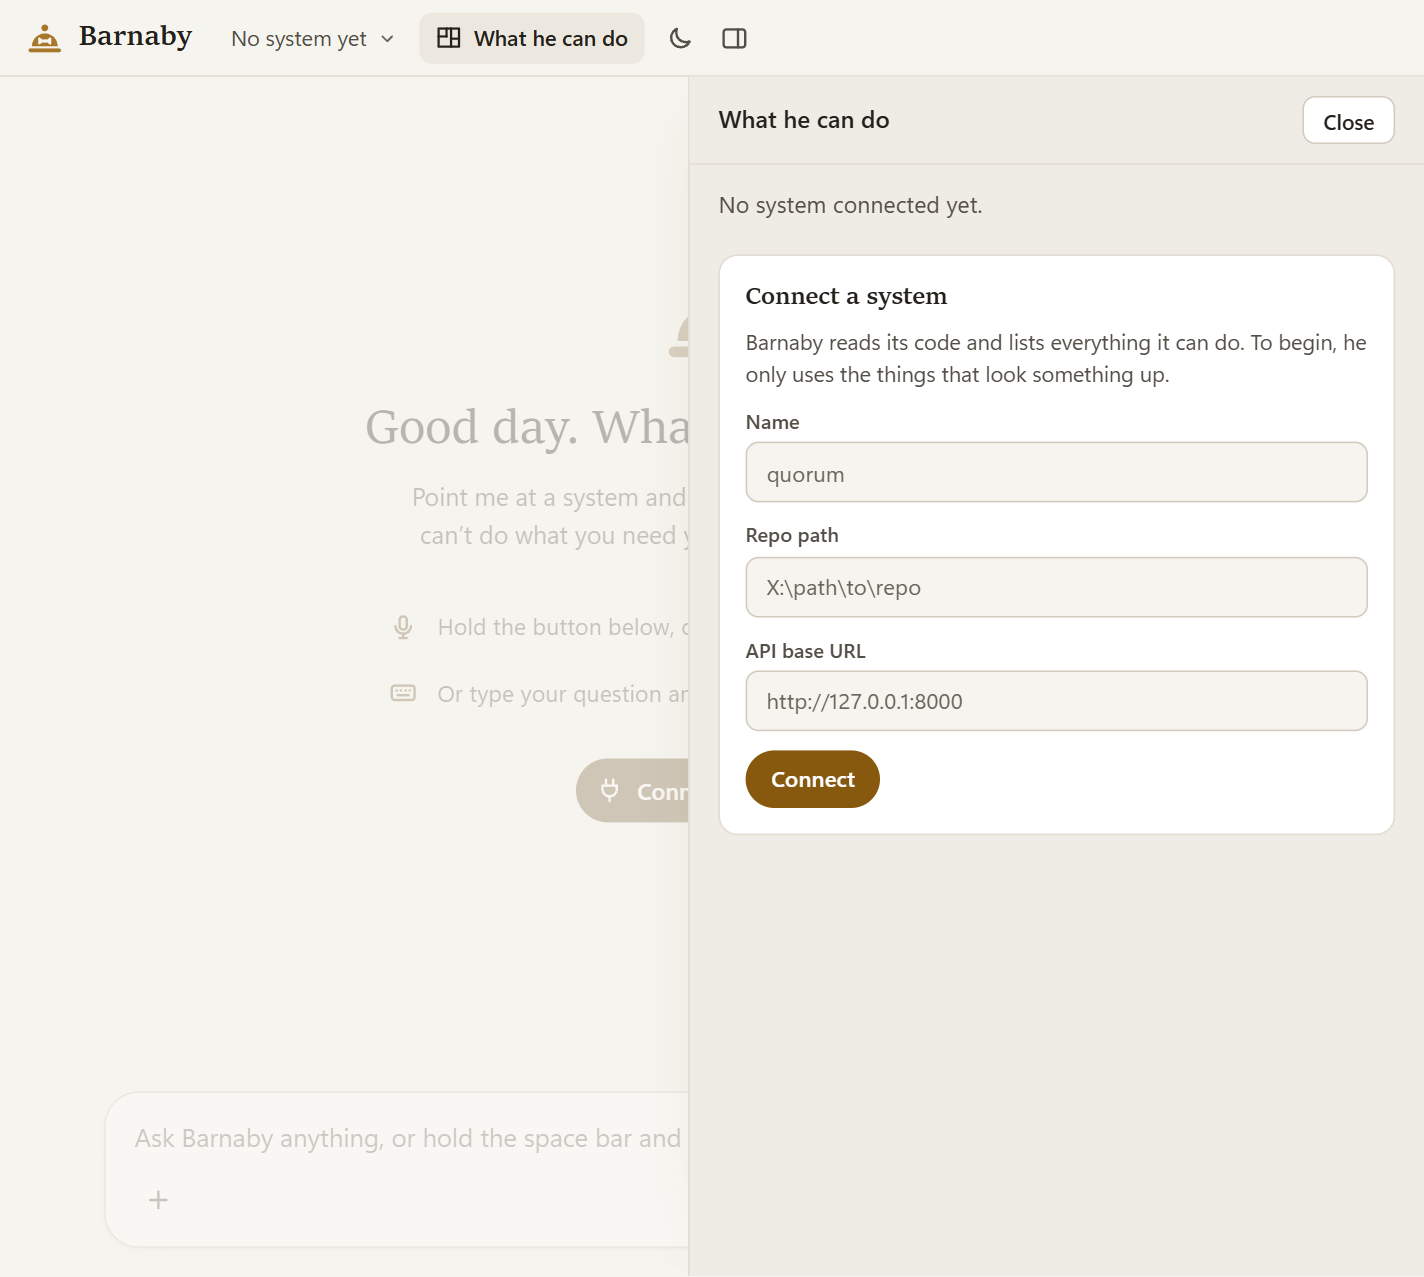 Barnaby
No system yet
What he can do
What he can do
Close
No system connected yet.
Connect a system
Barnaby reads its code and lists everything it can do. To begin, he
only uses the things that look something up.
Name
quorum
Repo path
X:\path\to\repo
API base URL
http://127.0.0.1:8000
Connect
Good day.
Point me at a system and
can't do what you need
Hold the button below,
Or type your question
Ask Barnaby anything, or hold the space bar and